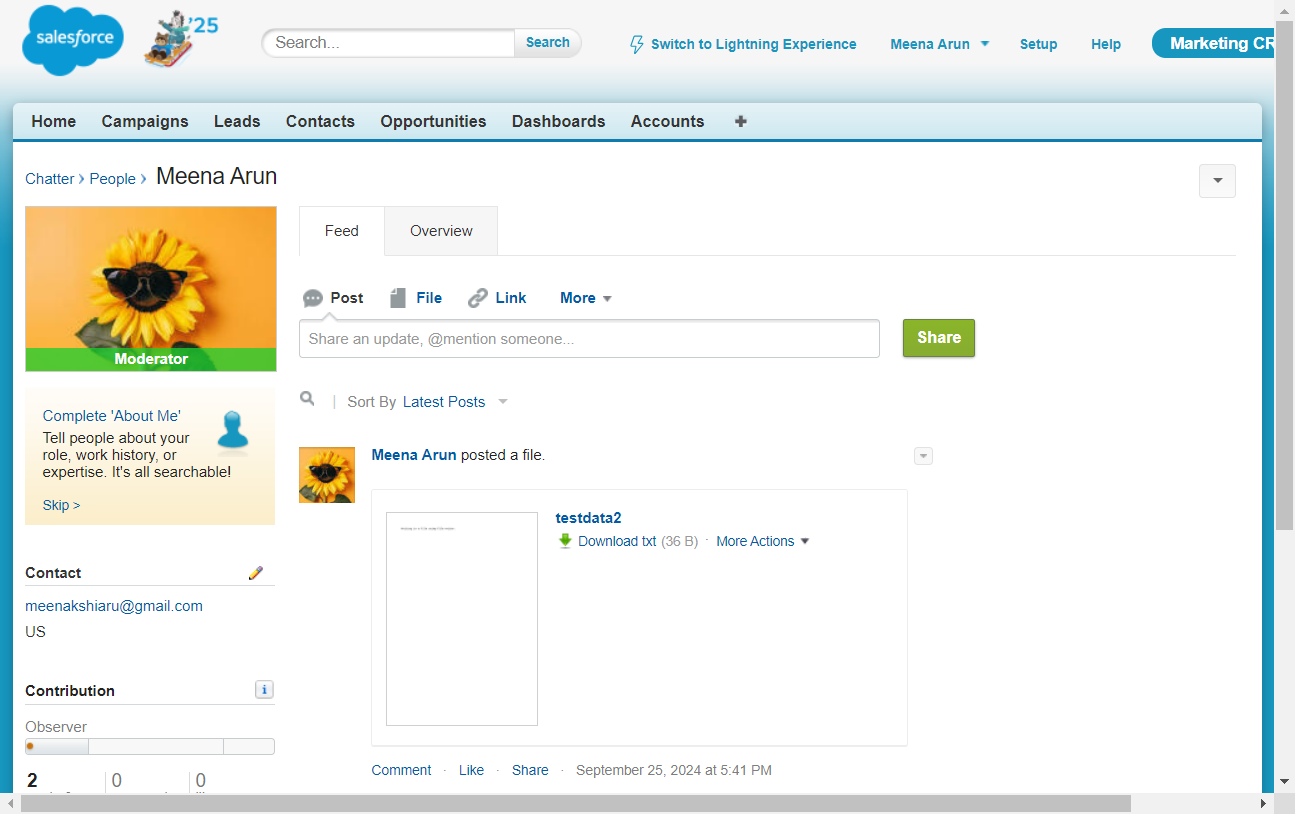 salesforce
'25
Search...
Search
Switch to Lightning Experience
Meena Arun
Setup
Help
Marketing CR
Home
Campaigns
Leads
Contacts
Opportunities
Dashboards
Accounts
Chatter › People › Meena Arun
Moderator
Complete 'About Me'
Tell people about your
role, work history, or
expertise. It's all searchable!
Skip >
Contact
meenakshiaru@gmail.com
US
Contribution
Observer
2
0
0
Feed
Overview
Post
File
Link
More
Share an update, @mention someone...
Share
| Sort By Latest Posts
Meena Arun posted a file.
testdata2
Download txt (36 B) · More Actions
Comment · Like · Share · September 25, 2024 at 5:41 PM